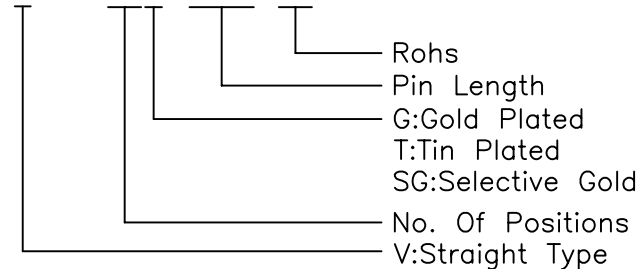 Rohs
Pin Length
G:Gold Plated
T:Tin Plated
SG:Selective Gold
No. Of Positions
V:Straight Type